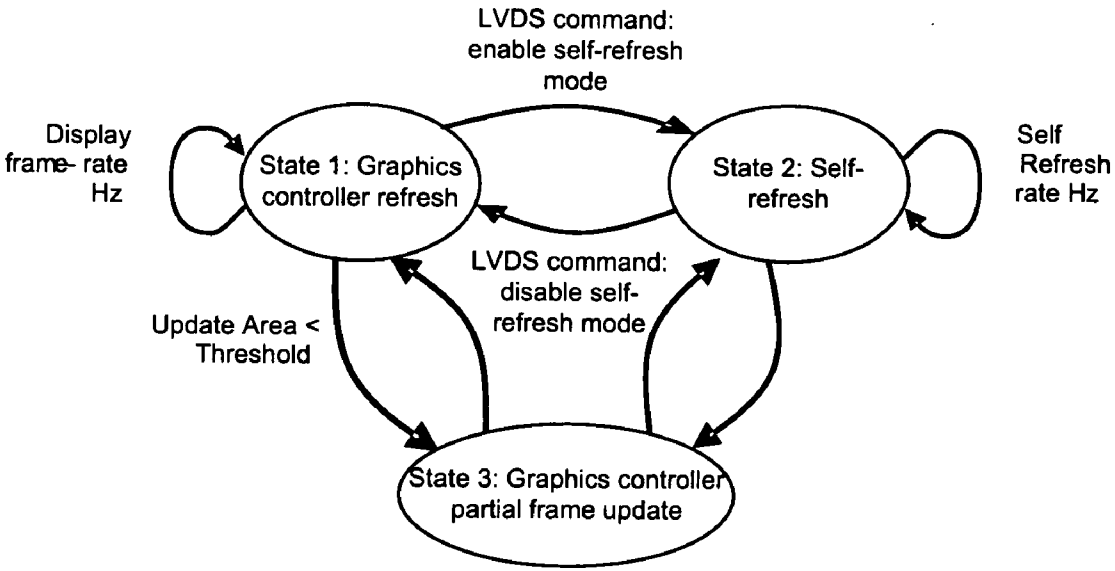 LVDS command:
enable self-refresh
mode
Display
frame- rate
Hz
State 1: Graphics
controller refresh
State 2: Self-
refresh
Self
Refresh
rate Hz
LVDS command:
disable self-
refresh mode
Update Area <
Threshold
State 3: Graphics controller
partial frame update